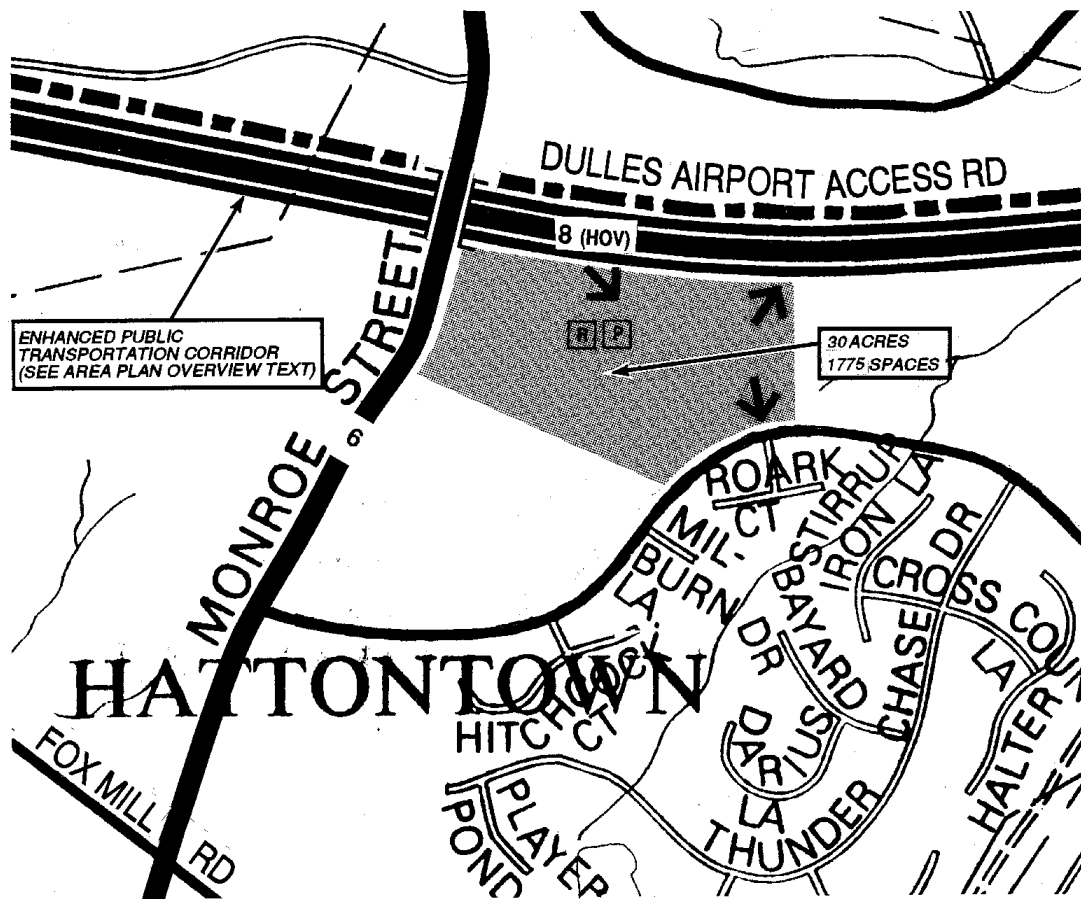 DULLES AIRPORT ACCESS RD
8 (HOV)
R P
ENHANCED PUBLIC
TRANSPORTATION CORRIDOR
(SEE AREA PLAN OVERVIEW TEXT)
30 ACRES
1775 SPACES
MONROE STREET
6
ROARK
CT
STIRRUP
IRON LA
MIL-
BURN
LA
BAYARD
DR
CROSS COUN
LA
CHASE DR
HATTONTOWN
HITCHCOCK
CT
DARIUS
LA
HALTER
THUNDER
FOX MILL RD
PLAYER
POND